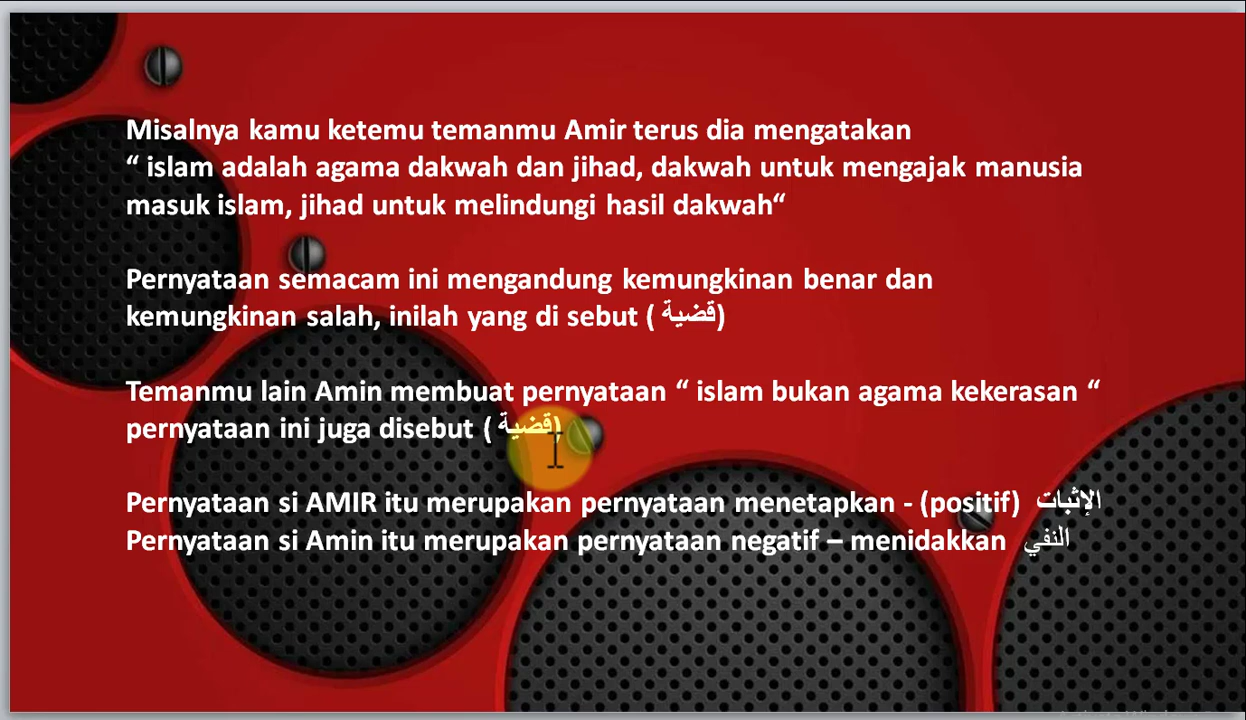 Misalnya kamu ketemu temanmu Amir terus dia mengatakan
“ islam adalah agama dakwah dan jihad, dakwah untuk mengajak manusia
masuk islam, jihad untuk melindungi hasil dakwah“
Pernyataan semacam ini mengandung kemungkinan benar dan
kemungkinan salah, inilah yang di sebut ( قضية)
Temanmu lain Amin membuat pernyataan “ islam bukan agama kekerasan “
pernyataan ini juga disebut ( قضية)
Pernyataan si AMIR itu merupakan pernyataan menetapkan - (positif) الإثبات
Pernyataan si Amin itu merupakan pernyataan negatif – menidakkan النفي